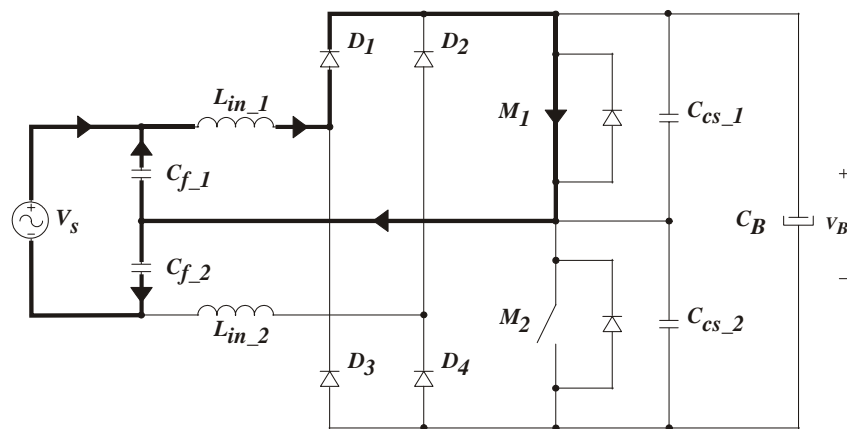 D1
D2
Lin_1
M1
Ccs_1
Cf_1
+
Vs
−
CB
+
VB
−
Cf_2
Lin_2
M2
Ccs_2
D3
D4